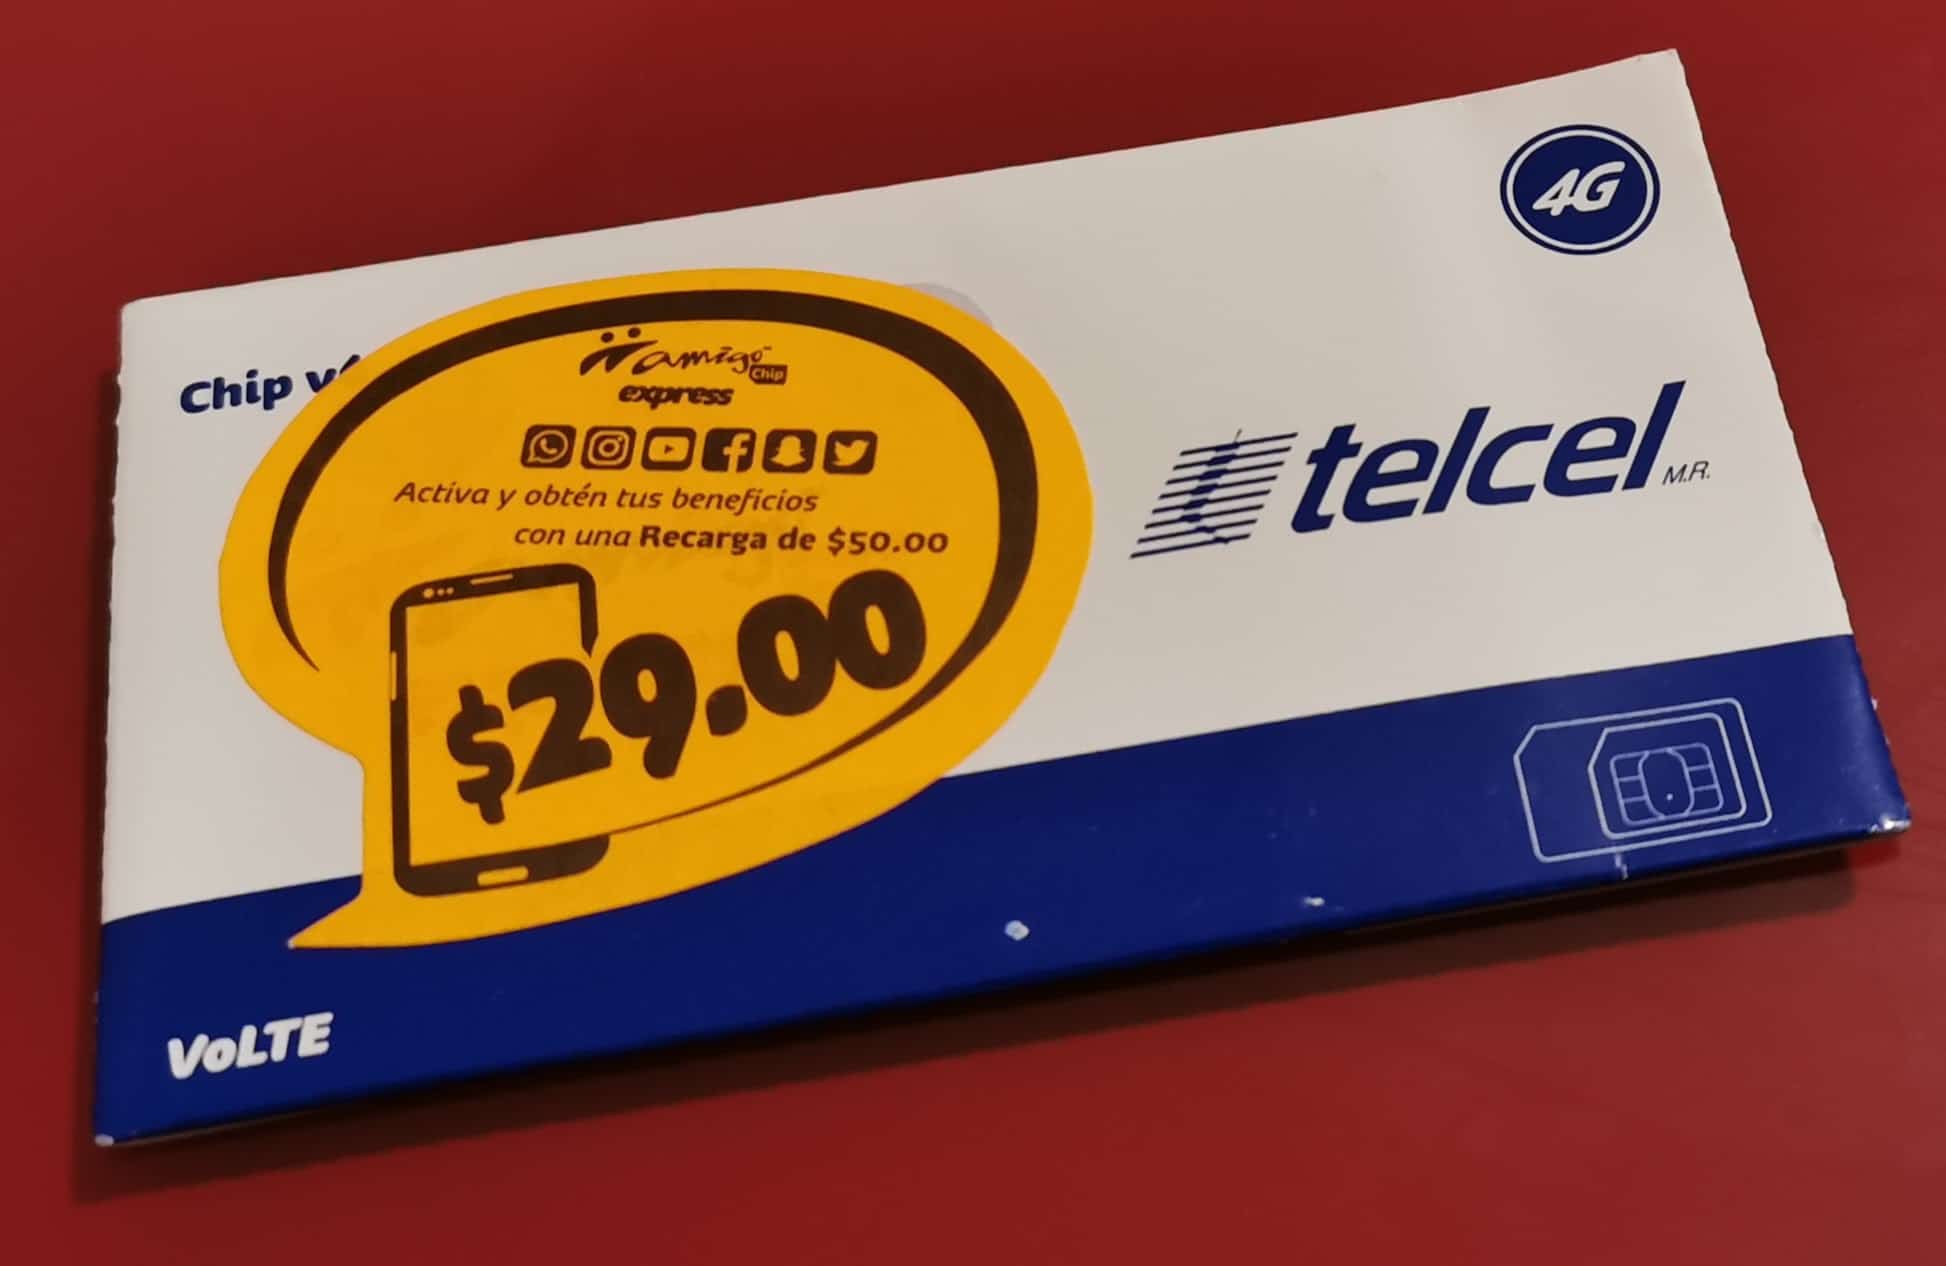 4G
Chip
amigo
Chip
express
Activa y obtén tus beneficios
con una Recarga de $50.00
$29.00
telcel M.R.
VoLTE